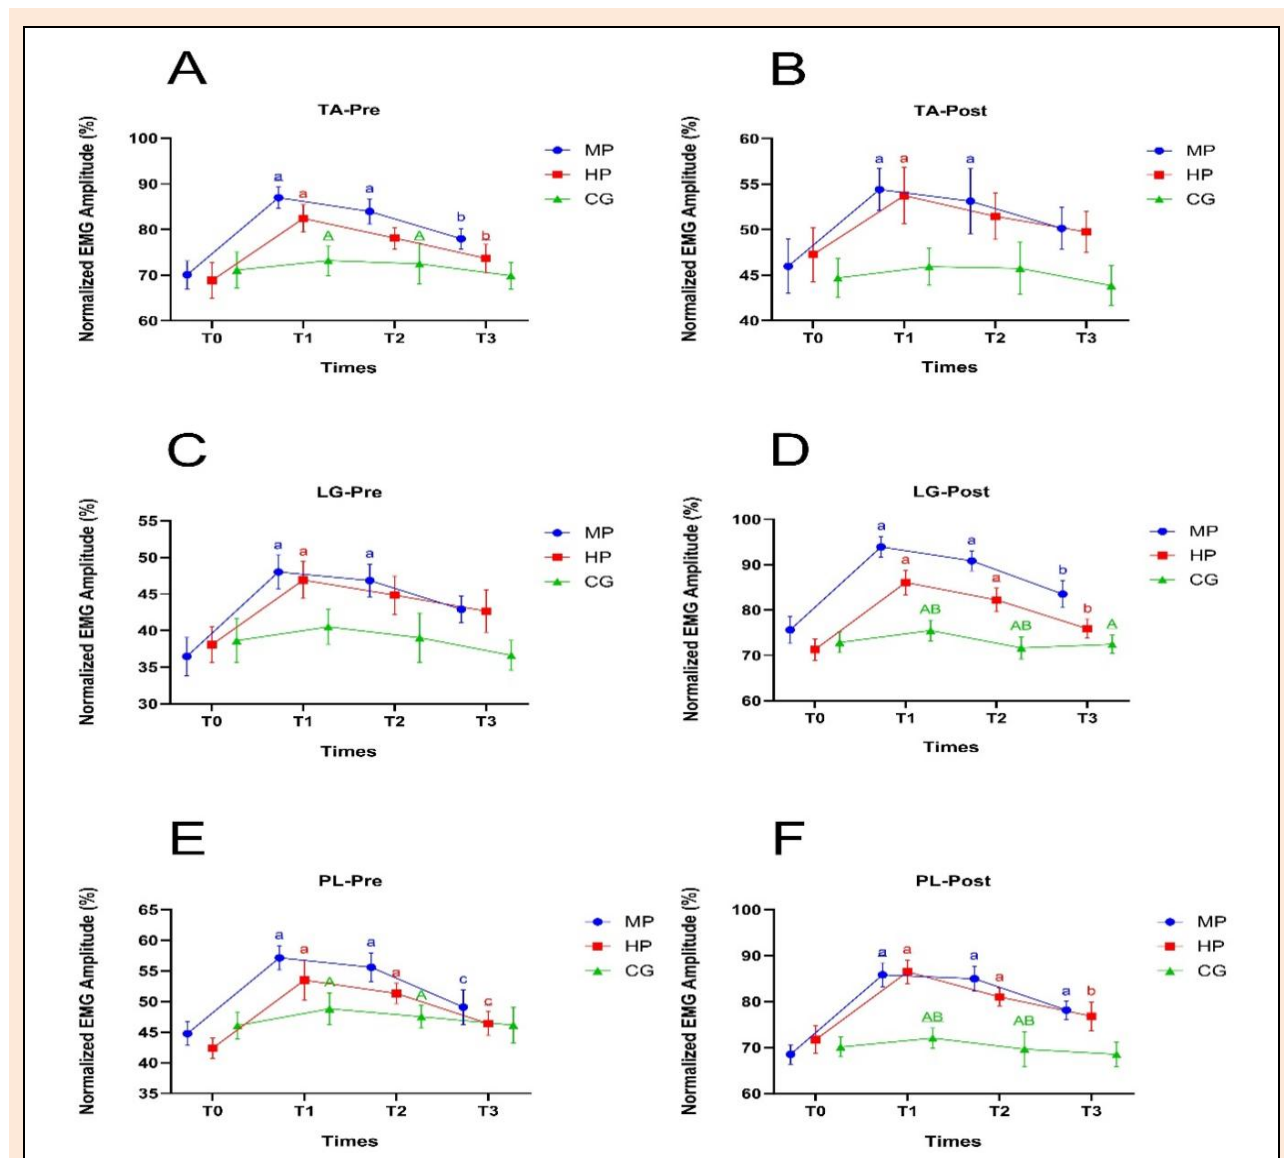 A
TA-Pre
Normalized EMG Amplitude (%)
100
90
80
70
60
a
a
a
b
b
A
A
T0 T1 T2 T3
Times
MP
HP
CG
B
TA-Post
Normalized EMG Amplitude (%)
60
55
50
45
40
a
a
a
T0 T1 T2 T3
Times
MP
HP
CG
C
LG-Pre
Normalized EMG Amplitude (%)
55
50
45
40
35
30
a
a
a
T0 T1 T2 T3
Times
MP
HP
CG
D
LG-Post
Normalized EMG Amplitude (%)
100
90
80
70
60
a
a
b
a
a
b
AB
AB
A
T0 T1 T2 T3
Times
MP
HP
CG
E
PL-Pre
Normalized EMG Amplitude (%)
65
60
55
50
45
40
35
a
a
a
a
c
c
A
A
T0 T1 T2 T3
Times
MP
HP
CG
F
PL-Post
Normalized EMG Amplitude (%)
100
90
80
70
60
a
a
a
a
a
b
AB
AB
T0 T1 T2 T3
Times
MP
HP
CG